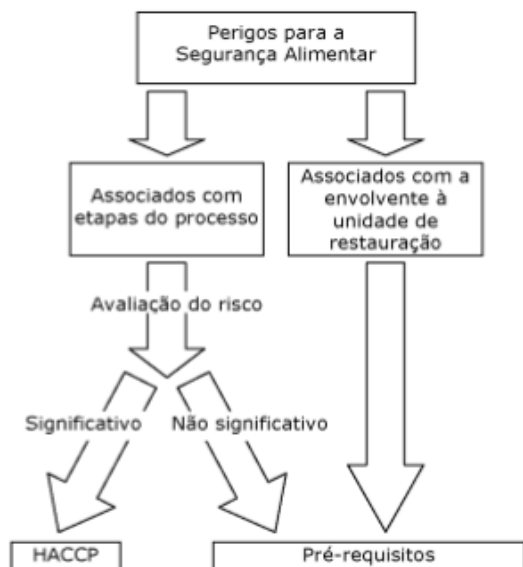 Perigos para a
Segurança Alimentar
Associados com
etapas do processo
Associados com a
envolvente à
unidade de
restauração
Avaliação do risco
Significativo
Não significativo
HACCP
Pré-requisitos